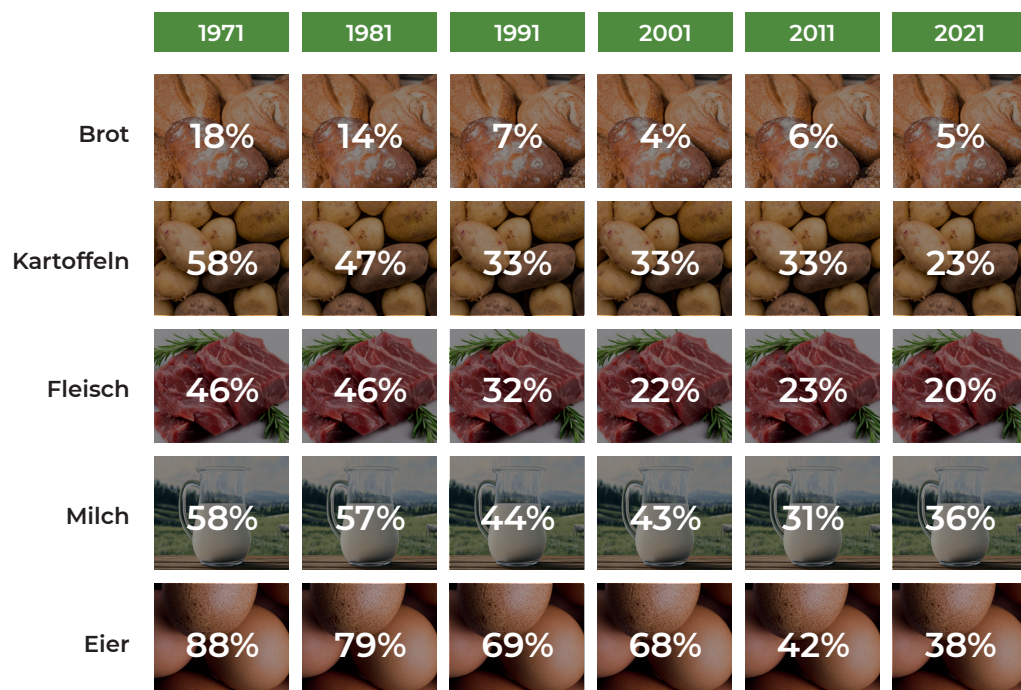 1971 1981 1991 2001 2011 2021
Brot 18% 14% 7% 4% 6% 5%
Kartoffeln 58% 47% 33% 33% 33% 23%
Fleisch 46% 46% 32% 22% 23% 20%
Milch 58% 57% 44% 43% 31% 36%
Eier 88% 79% 69% 68% 42% 38%